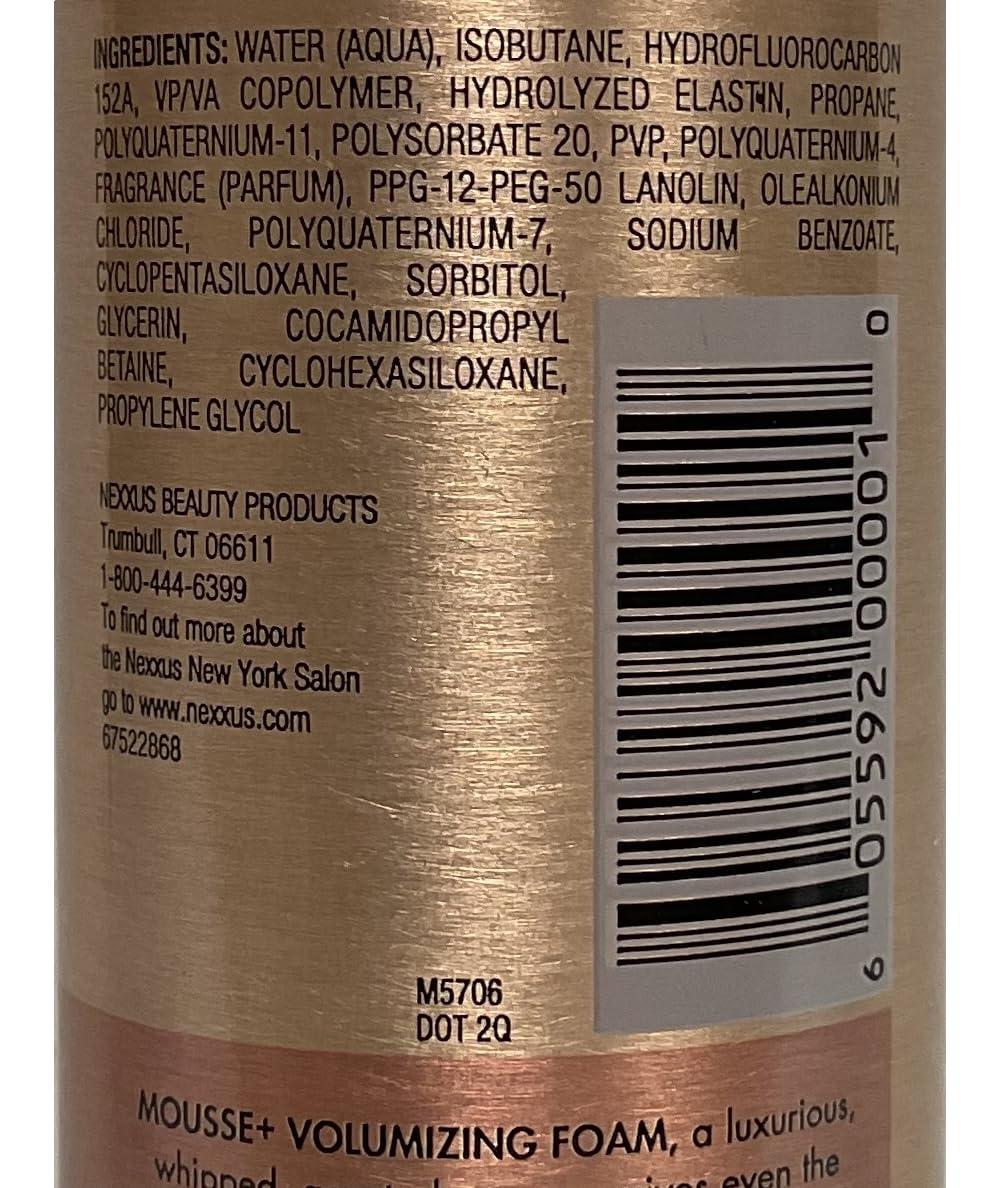 INGREDIENTS: WATER (AQUA), ISOBUTANE, HYDROFLUOROCARBON
152A, VP/VA COPOLYMER, HYDROLYZED ELASTIN, PROPANE,
POLYQUATERNIUM-11, POLYSORBATE 20, PVP, POLYQUATERNIUM-4,
FRAGRANCE (PARFUM), PPG-12-PEG-50 LANOLIN, OLEALKONIUM
CHLORIDE, POLYQUATERNIUM-7, SODIUM BENZOATE,
CYCLOPENTASILOXANE, SORBITOL,
GLYCERIN, COCAMIDOPROPYL
BETAINE, CYCLOHEXASILOXANE,
PROPYLENE GLYCOL
NEXXUS BEAUTY PRODUCTS
Trumbull, CT 06611
1-800-444-6399
To find out more about
the Nexxus New York Salon
go to www.nexxus.com
67522868
6 05592 00001 0
M5706
DOT 2Q
MOUSSE+ VOLUMIZING FOAM, a luxurious,
whipped even the